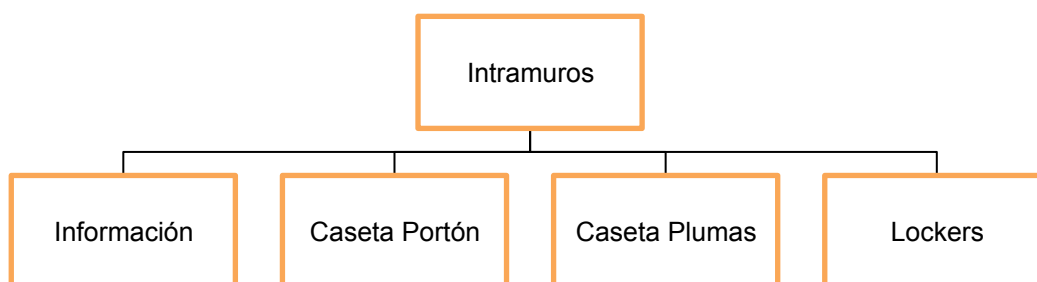 Intramuros
Información
Caseta Portón
Caseta Plumas
Lockers